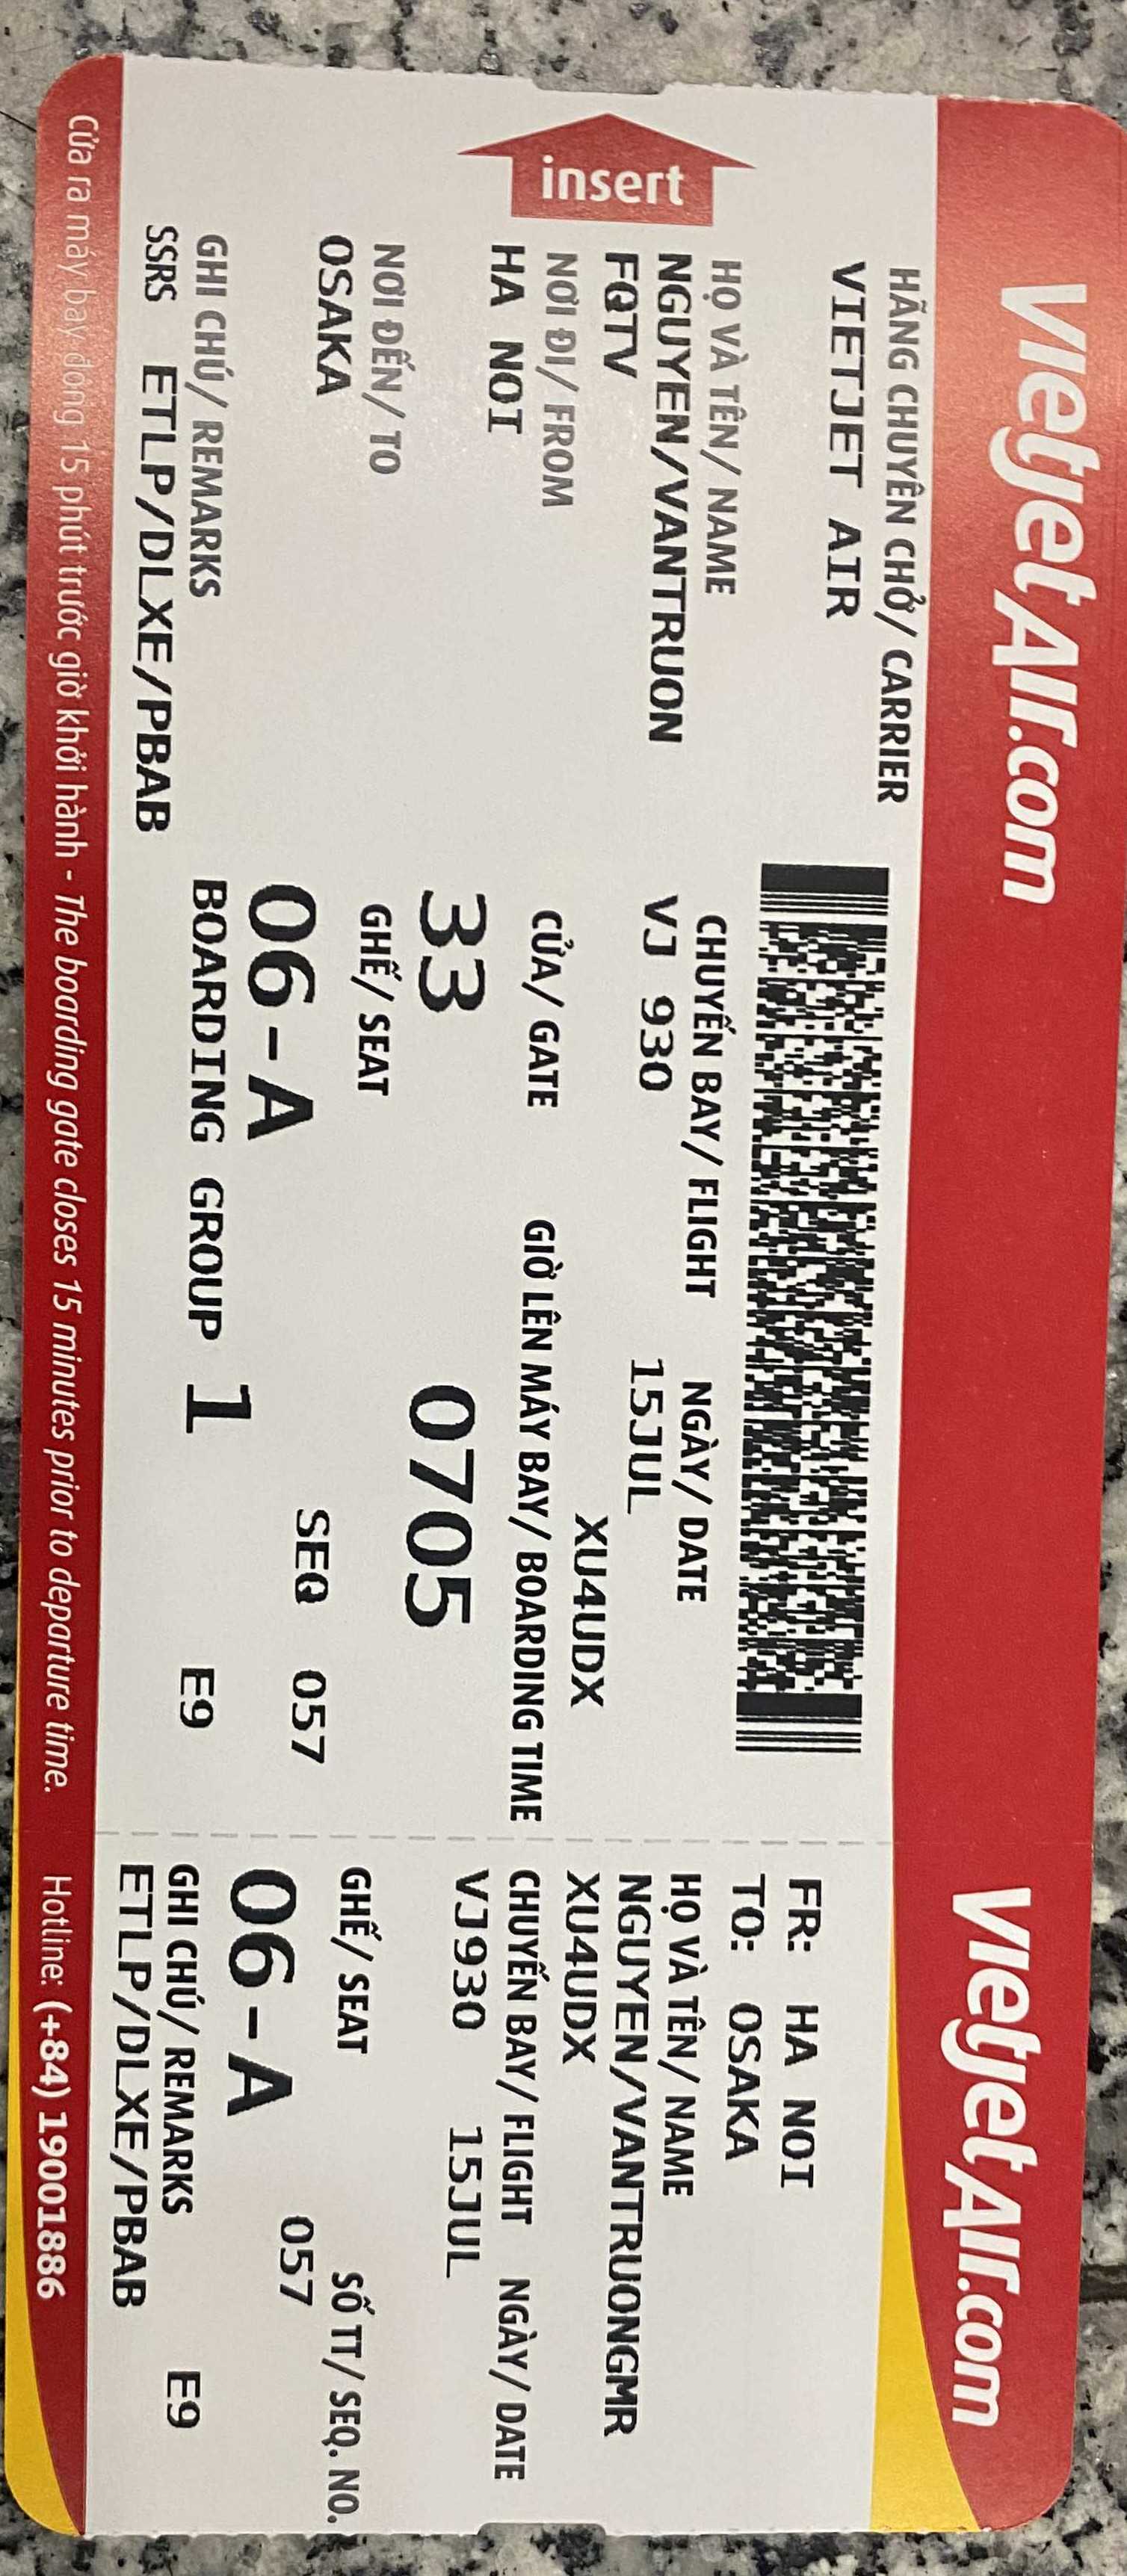 VietjetAir.com
HÃNG CHUYÊN CHỞ/ CARRIER
VIETJET AIR
insert
HỌ VÀ TÊN/ NAME
NGUYEN/VANTRUON
FQTV
NƠI ĐI/ FROM
HA NOI
NƠI ĐẾN/ TO
OSAKA
GHI CHÚ/ REMARKS
SSRS ETLP/DLXE/PBAB
CHUYẾN BAY/ FLIGHT NGÀY/ DATE
VJ 930 15JUL
XU4UDX
CỬA/ GATE GIỜ LÊN MÁY BAY/ BOARDING TIME
33 0705
GHẾ/ SEAT
06-A SEQ 057
BOARDING GROUP 1 E9
Cửa ra máy bay đóng 15 phút trước giờ khởi hành - The boarding gate closes 15 minutes prior to departure time.
VietjetAir.com
FR: HA NOI
TO: OSAKA
HỌ VÀ TÊN/ NAME
NGUYEN/VANTRUONGMR
XU4UDX
CHUYẾN BAY/ FLIGHT NGÀY/ DATE
VJ930 15JUL
GHẾ/ SEAT SỐ TT/ SEQ. NO.
06-A 057
GHI CHÚ/ REMARKS E9
ETLP/DLXE/PBAB
Hotline: (+84) 19001886